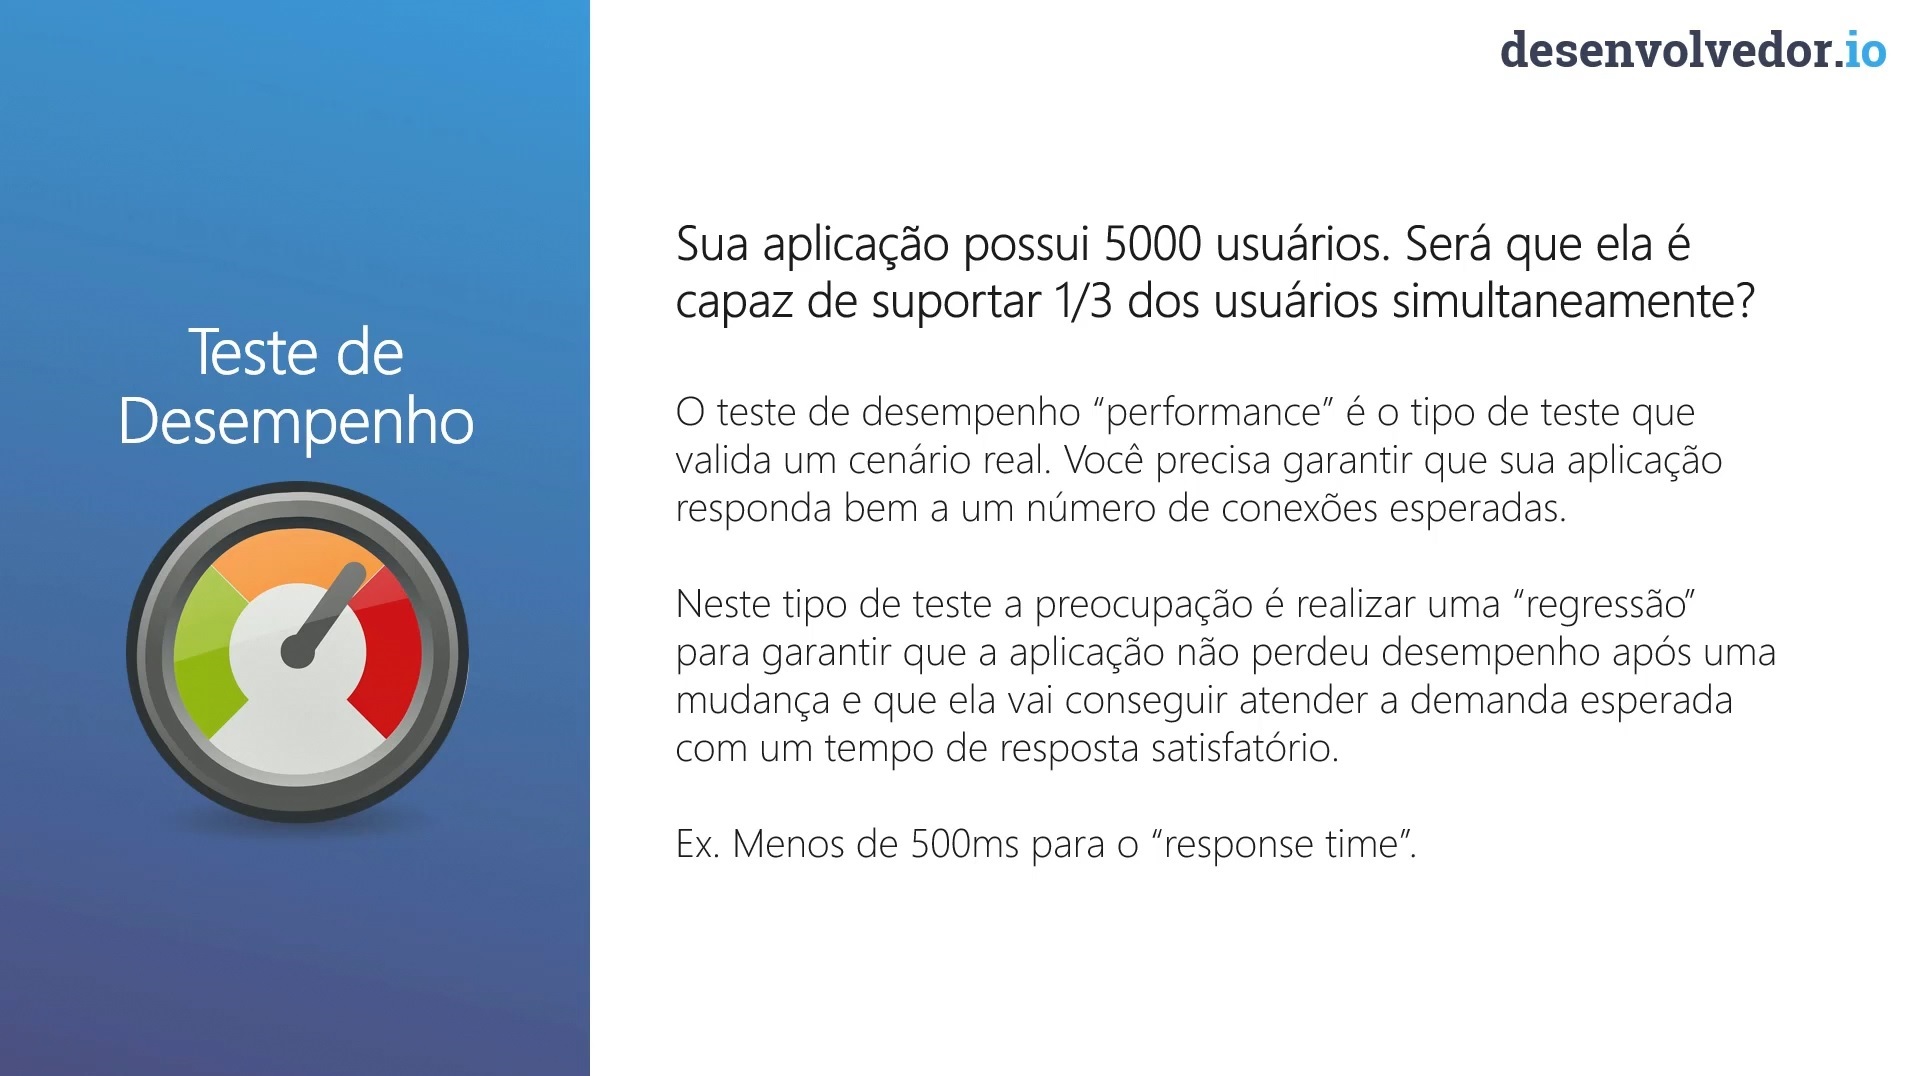 desenvolvedor.io
Teste de
Desempenho
Sua aplicação possui 5000 usuários. Será que ela é
capaz de suportar 1/3 dos usuários simultaneamente?
O teste de desempenho “performance” é o tipo de teste que
valida um cenário real. Você precisa garantir que sua aplicação
responda bem a um número de conexões esperadas.
Neste tipo de teste a preocupação é realizar uma “regressão”
para garantir que a aplicação não perdeu desempenho após uma
mudança e que ela vai conseguir atender a demanda esperada
com um tempo de resposta satisfatório.
Ex. Menos de 500ms para o “response time”.